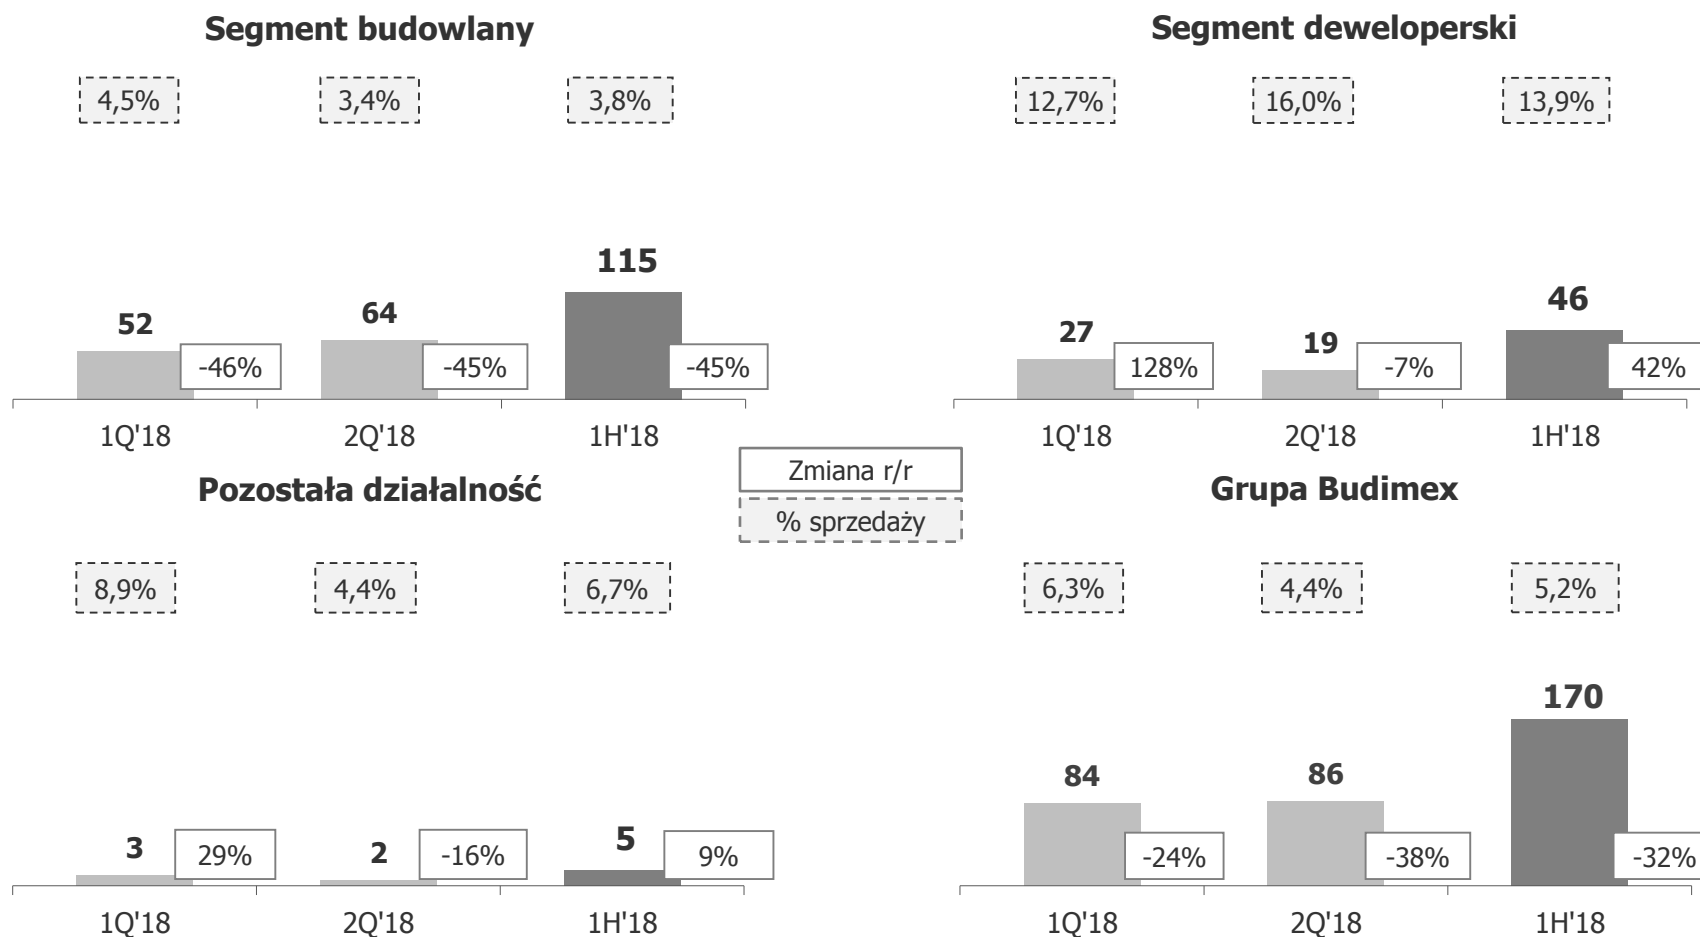 Segment budowlany
4,5% 3,4% 3,8%
52 64 115
-46% -45% -45%
1Q'18 2Q'18 1H'18
Segment deweloperski
12,7% 16,0% 13,9%
27 19 46
128% -7% 42%
1Q'18 2Q'18 1H'18
Zmiana r/r
% sprzedaży
Pozostała działalność
8,9% 4,4% 6,7%
3 2 5
29% -16% 9%
1Q'18 2Q'18 1H'18
Grupa Budimex
6,3% 4,4% 5,2%
84 86 170
-24% -38% -32%
1Q'18 2Q'18 1H'18